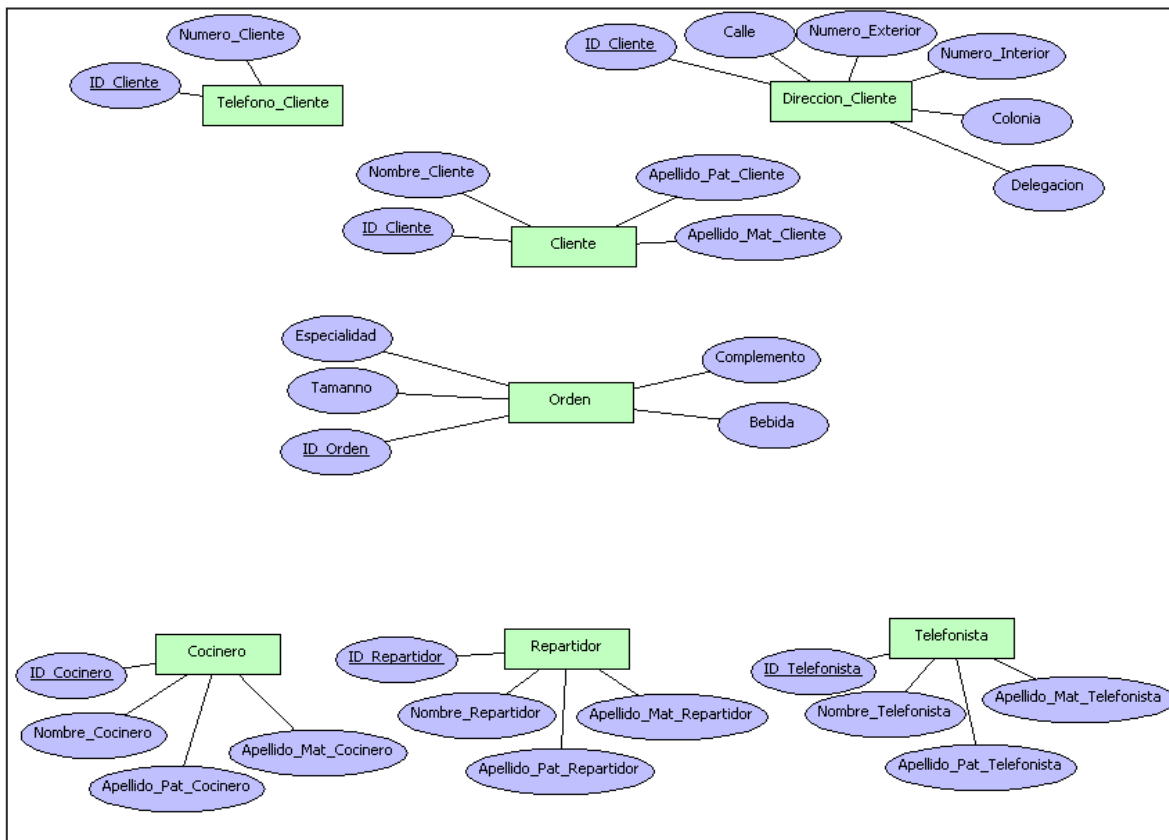 Numero_Cliente
ID_Cliente
Telefono_Cliente
ID_Cliente
Calle
Numero_Exterior
Numero_Interior
Direccion_Cliente
Colonia
Delegacion
Nombre_Cliente
Apellido_Pat_Cliente
ID_Cliente
Cliente
Apellido_Mat_Cliente
Especialidad
Complemento
Tamanno
Orden
Bebida
ID_Orden
Cocinero
ID_Cocinero
Nombre_Cocinero
Apellido_Mat_Cocinero
Apellido_Pat_Cocinero
Repartidor
ID_Repartidor
Nombre_Repartidor
Apellido_Mat_Repartidor
Apellido_Pat_Repartidor
Telefonista
ID_Telefonista
Apellido_Mat_Telefonista
Nombre_Telefonista
Apellido_Pat_Telefonista